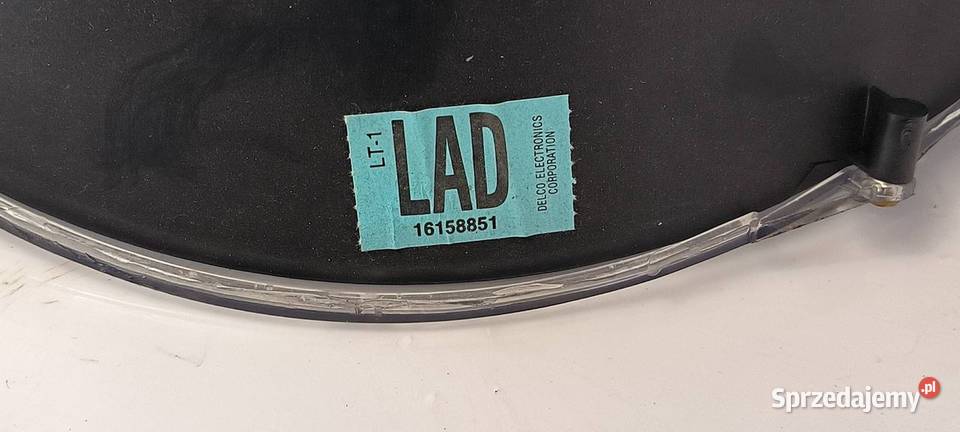 LT-1
LAD
16158851
DELCO ELECTRONICS
CORPORATION
Sprzedajemy.pl